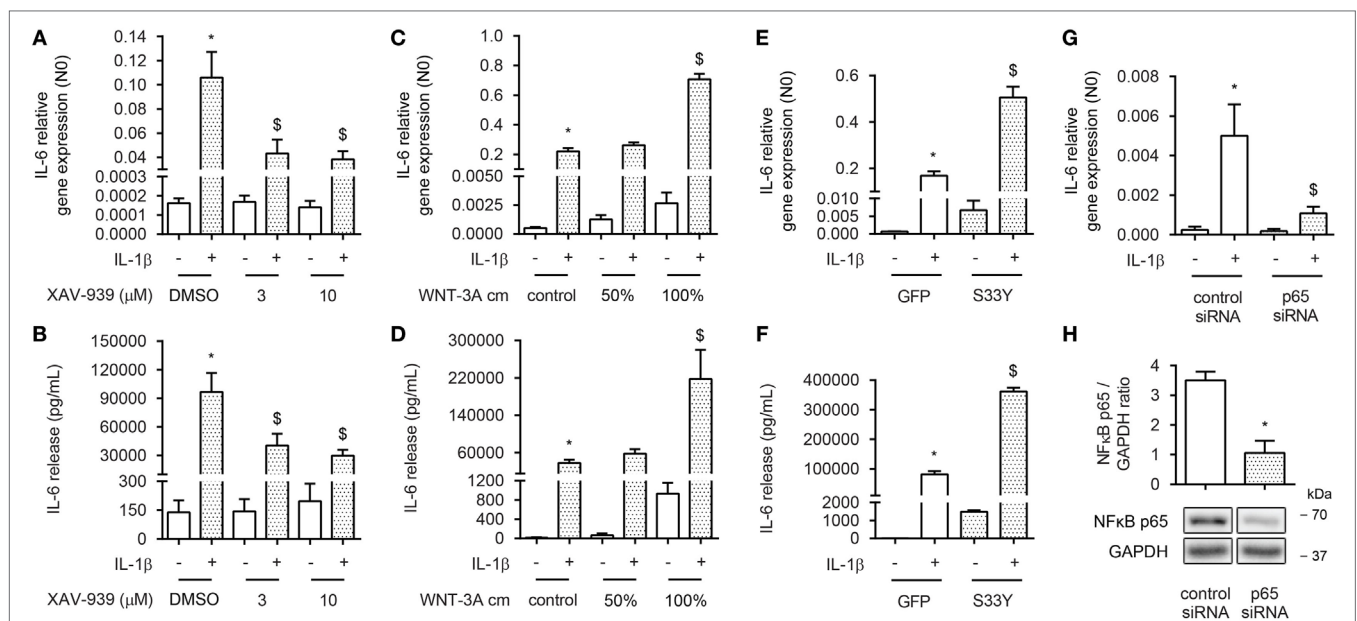 A
IL-6 relative
gene expression (N0)
0.14
0.12
0.10
0.08
0.06
0.04
0.0003
0.0002
0.0001
0.0000
*
$
$
IL-1β - + - + - +
XAV-939 (μM) DMSO 3 10
B
IL-6 release (pg/mL)
150000
120000
90000
60000
30000
300
150
0
*
$
$
IL-1β - + - + - +
XAV-939 (μM) DMSO 3 10
C
IL-6 relative
gene expression (N0)
1.0
0.8
0.6
0.4
0.2
0.0050
0.0025
0.0000
*
$
IL-1β - + - + - +
WNT-3A cm control 50% 100%
D
IL-6 release (pg/mL)
300000
220000
140000
60000
1200
800
400
0
*
$
IL-1β - + - + - +
WNT-3A cm control 50% 100%
E
IL-6 relative
gene expression (N0)
0.6
0.4
0.2
0.010
0.005
0.000
*
$
IL-1β - + - +
GFP S33Y
F
IL-6 release (pg/mL)
400000
300000
200000
100000
2000
1000
0
*
$
IL-1β - + - +
GFP S33Y
G
IL-6 relative
gene expression (N0)
0.008
0.006
0.004
0.002
0.000
*
$
IL-1β - + - +
control p65
siRNA siRNA
H
NFκB p65 /
GAPDH ratio
4
3
2
1
0
*
kDa
NFκB p65 – 70
GAPDH – 37
control p65
siRNA siRNA